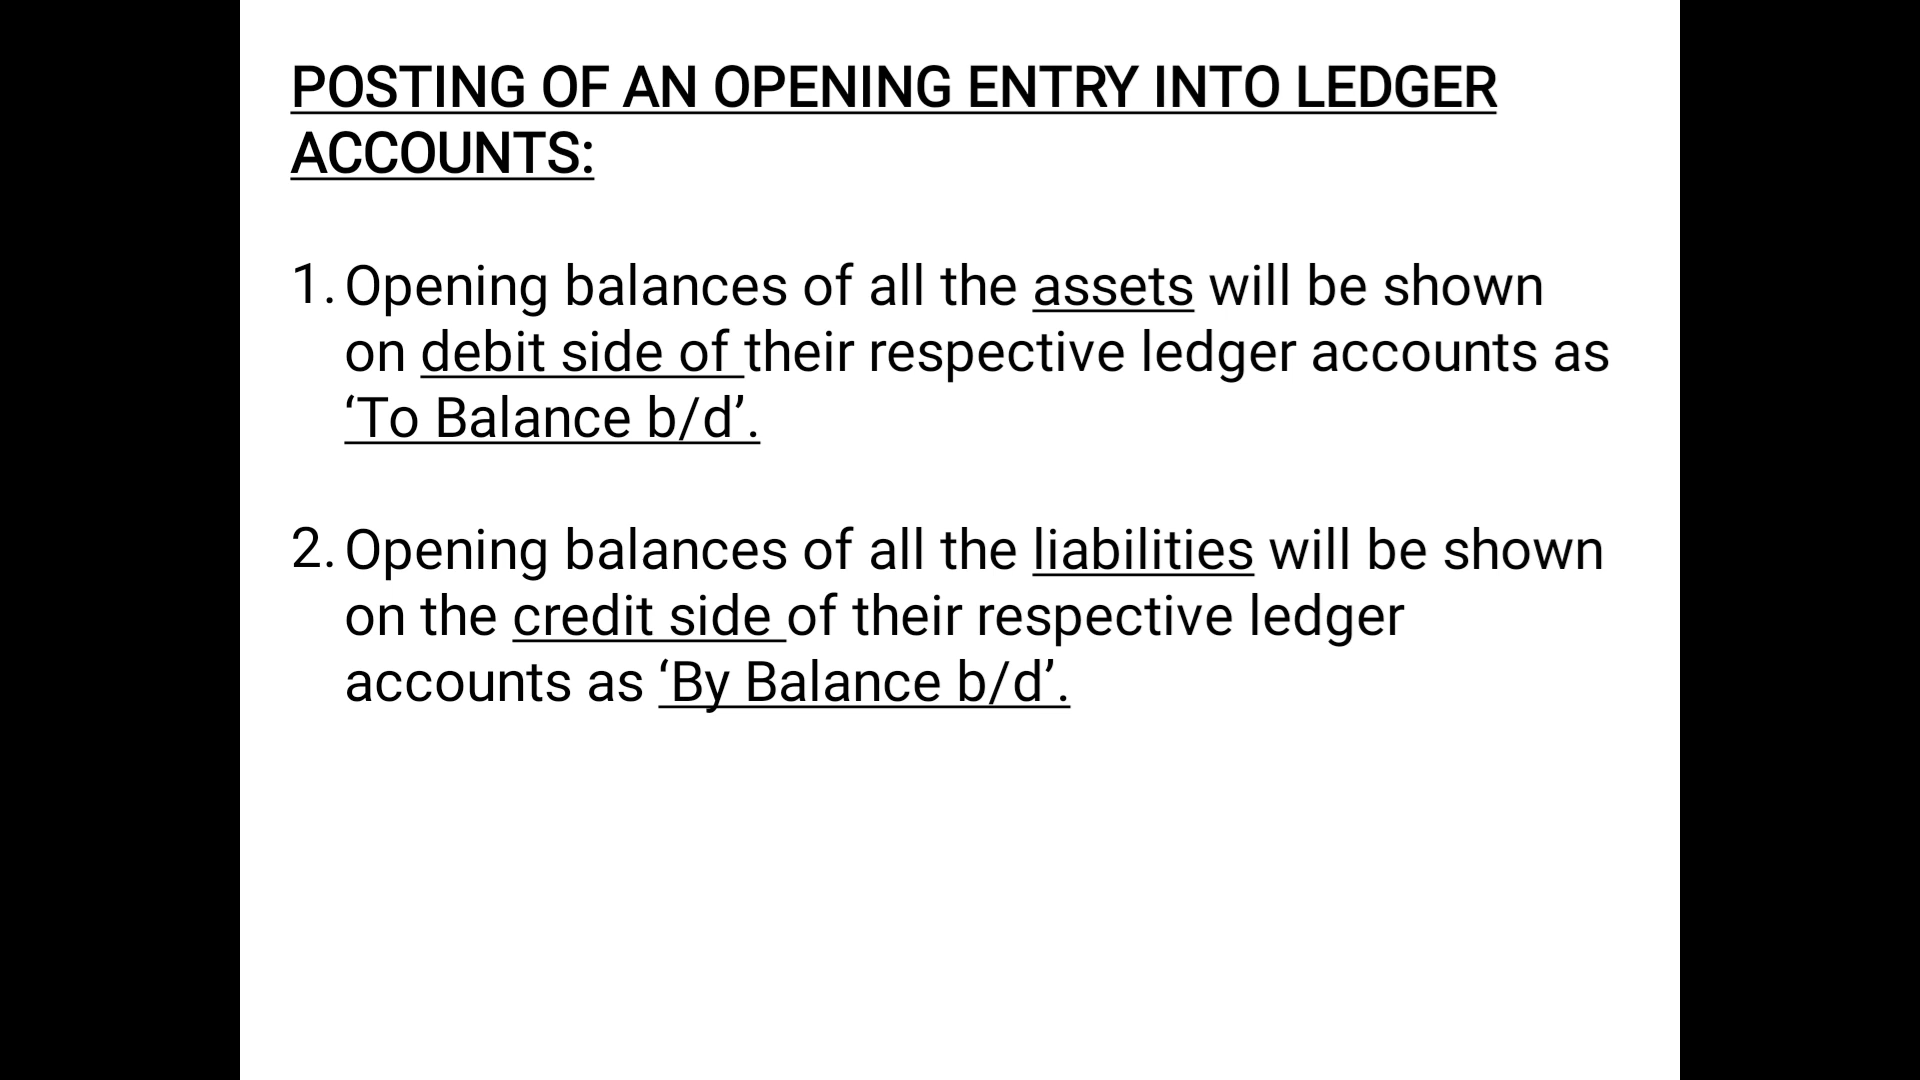 POSTING OF AN OPENING ENTRY INTO LEDGER
ACCOUNTS:
1. Opening balances of all the assets will be shown
on debit side of their respective ledger accounts as
‘To Balance b/d’.
2. Opening balances of all the liabilities will be shown
on the credit side of their respective ledger
accounts as ‘By Balance b/d’.